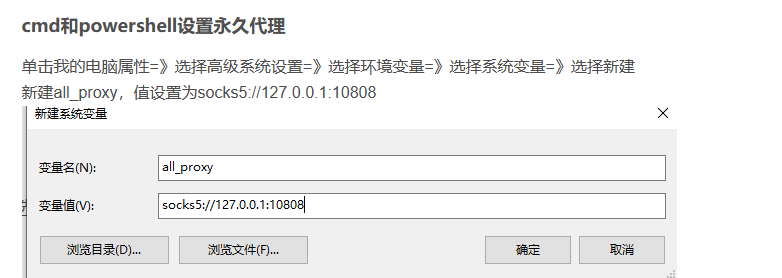 cmd和powershell设置永久代理
单击我的电脑属性=》选择高级系统设置=》选择环境变量=》选择系统变量=》选择新建
新建all_proxy，值设置为socks5://127.0.0.1:10808
新建系统变量
变量名(N):
all_proxy
变量值(V):
socks5://127.0.0.1:10808
浏览目录(D)...
浏览文件(F)...
确定
取消